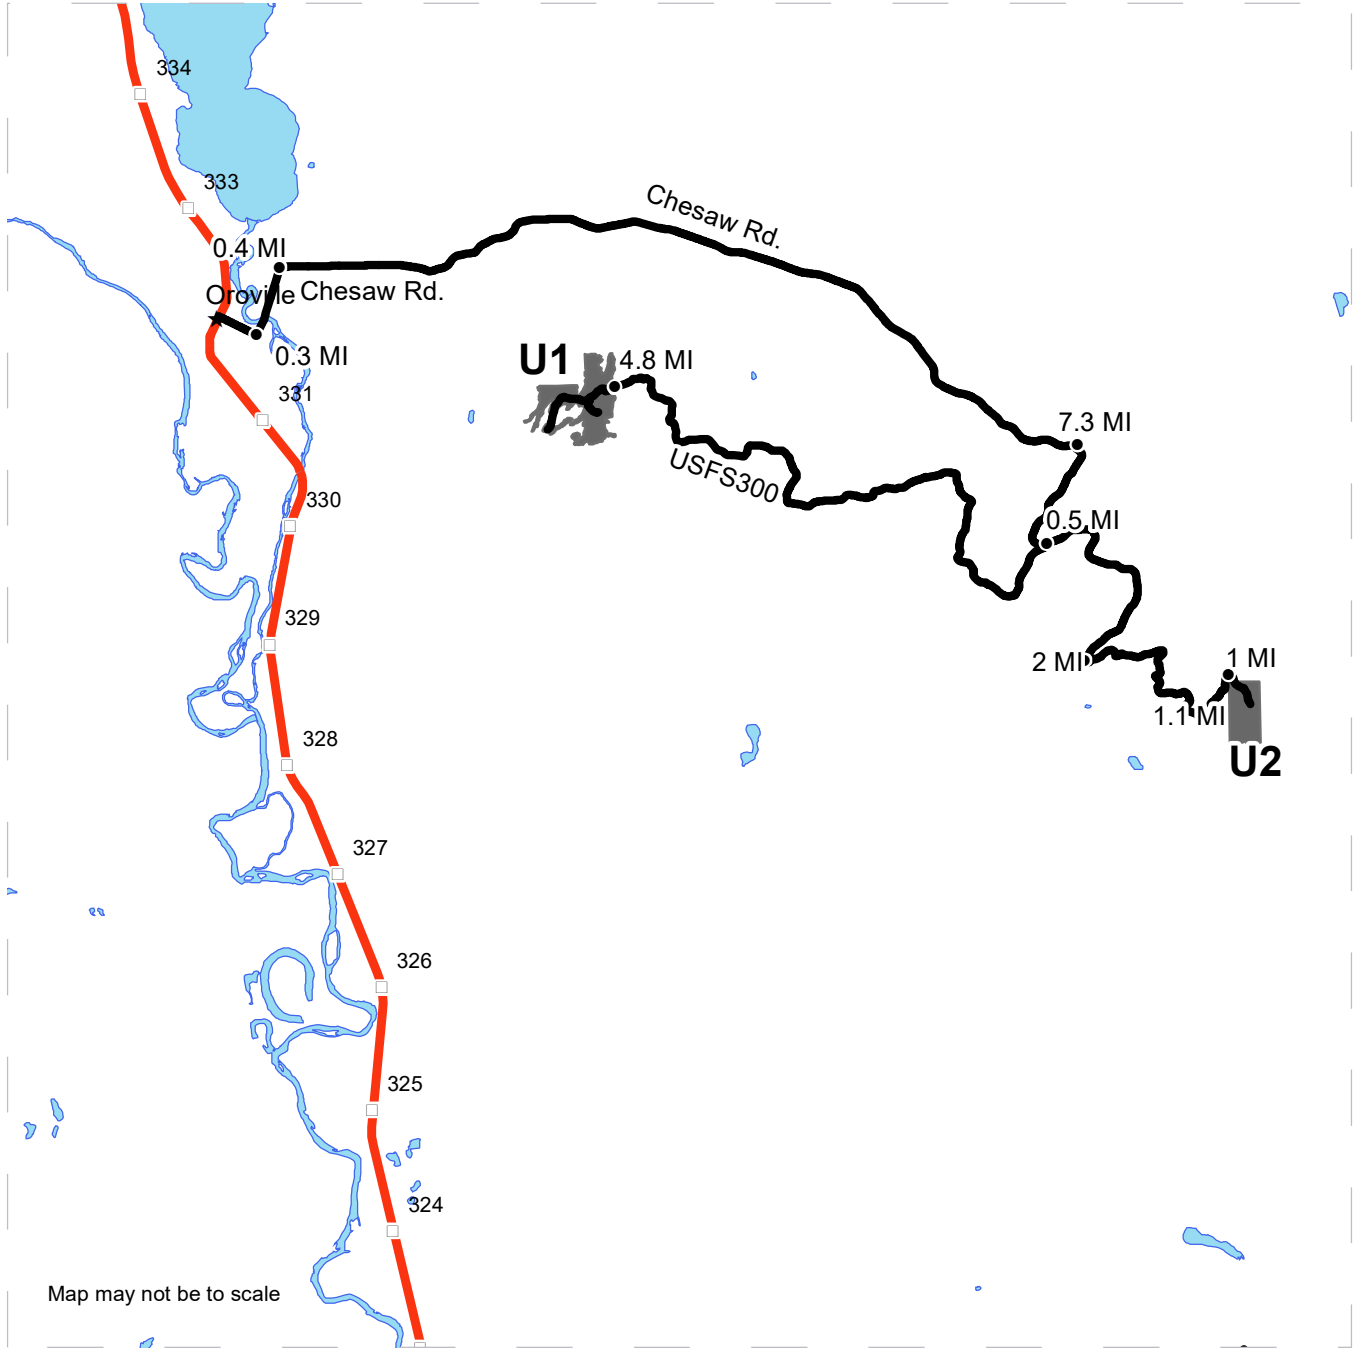 334
333
Chesaw Rd.
0.4 MI
Oroville
Chesaw Rd.
0.3 MI
U1
4.8 MI
331
7.3 MI
USFS300
330
0.5 MI
329
2 MI
1 MI
1.1 MI
328
U2
327
326
325
324
Map may not be to scale